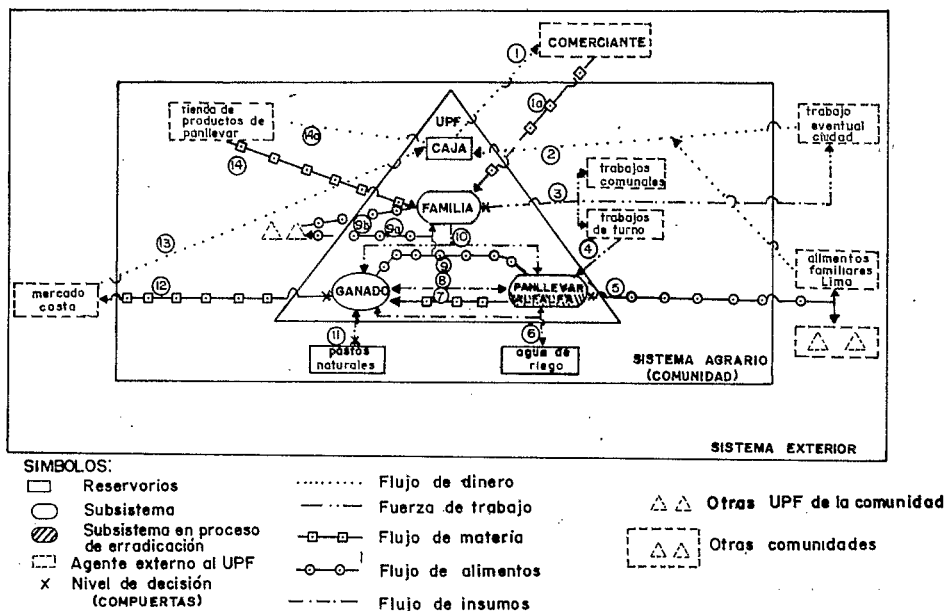 COMERCIANTE
1
1a
tienda de
productos de
panllevar
14a
14
UPF
CAJA
2
trabajo
eventual
ciudad
trabajos
comunales
3
FAMILIA
trabajos
de turno
9b
9a
10
13
4
9
8
7
GANADO
PANLLEVAR
5
alimentos
familiares
Lima
12
mercado
costa
11
6
pastos
naturales
agua de
riego
SISTEMA AGRARIO
(COMUNIDAD)
SISTEMA EXTERIOR
SIMBOLOS:
Reservorios
Subsistema
Subsistema en proceso
de erradicación
Agente externo al UPF
Nivel de decisión
(COMPUERTAS)
Flujo de dinero
Fuerza de trabajo
Flujo de materia
Flujo de alimentos
Flujo de insumos
Otras UPF de la comunidad
Otras comunidades